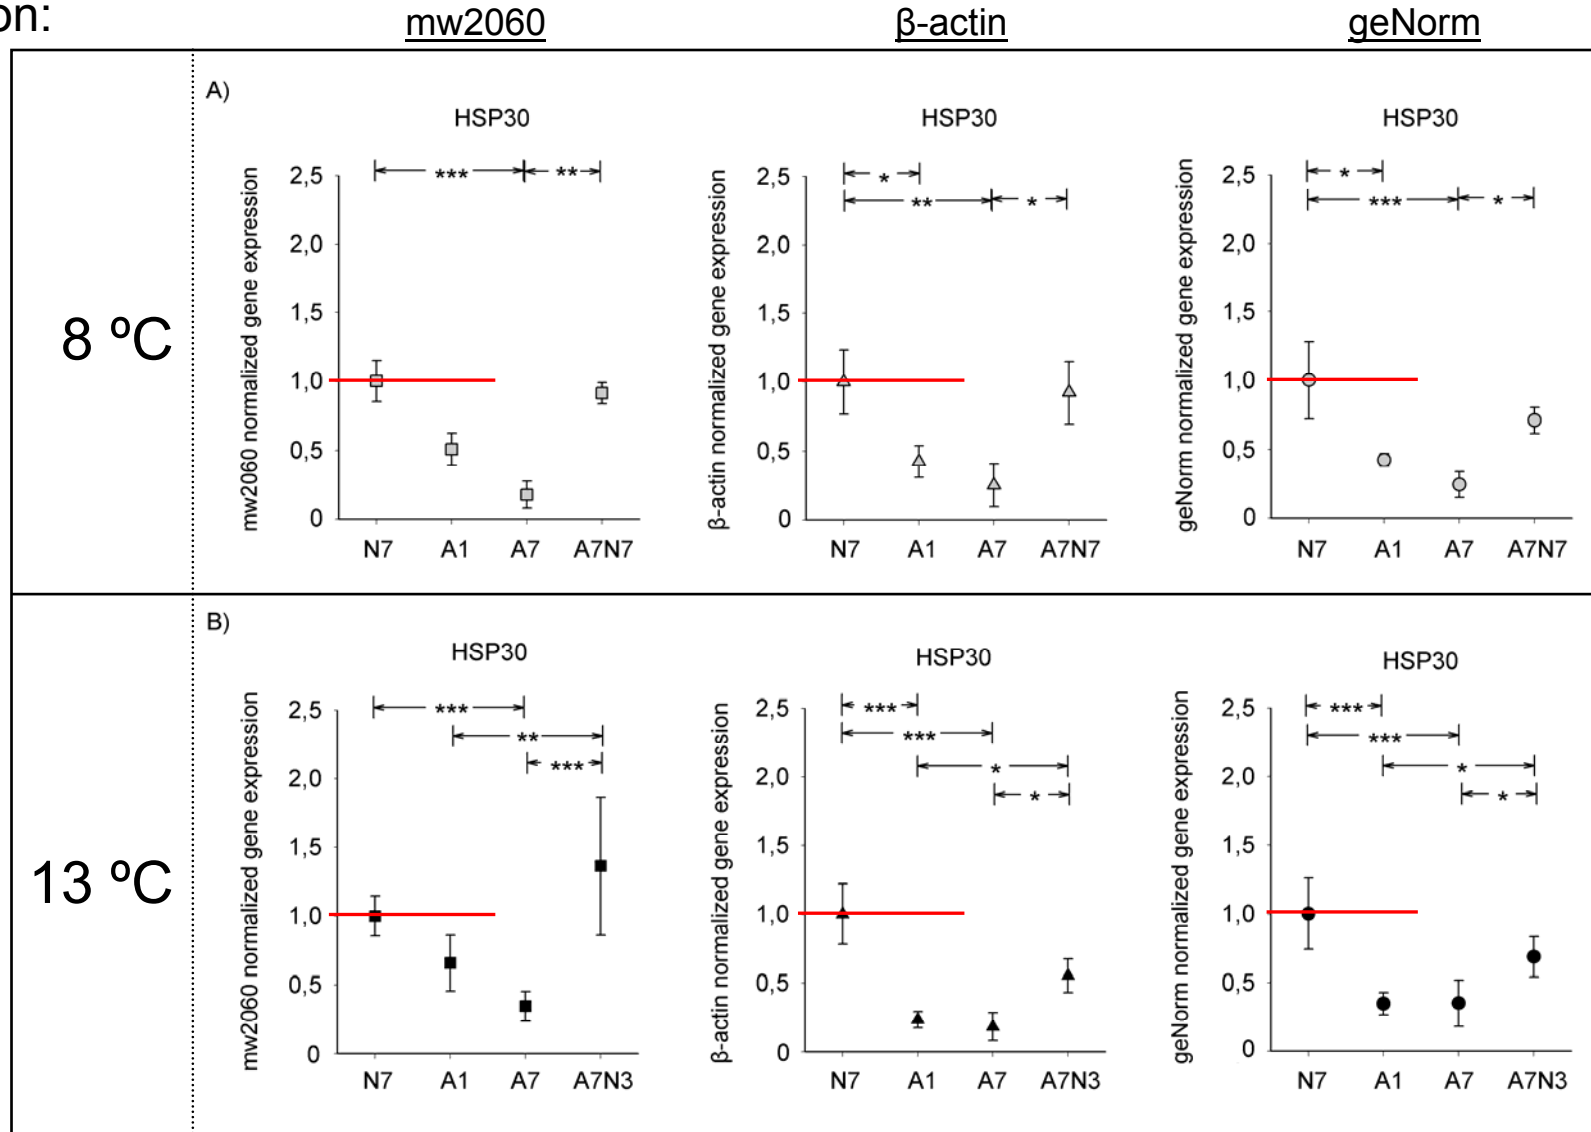 on:
mw2060
β-actin
geNorm
8 ºC
A)
HSP30
mw2060 normalized gene expression
2,5
2,0
1,5
1,0
0,5
0
*** **
N7 A1 A7 A7N7
HSP30
β-actin normalized gene expression
2,5
2,0
1,5
1,0
0,5
0
*
** *
N7 A1 A7 A7N7
HSP30
geNorm normalized gene expression
2,5
2,0
1,5
1,0
0,5
0
*
*** *
N7 A1 A7 A7N7
13 ºC
B)
HSP30
mw2060 normalized gene expression
2,5
2,0
1,5
1,0
0,5
0
***
**
***
N7 A1 A7 A7N3
HSP30
β-actin normalized gene expression
2,5
2,0
1,5
1,0
0,5
0
***
***
*
*
N7 A1 A7 A7N3
HSP30
geNorm normalized gene expression
2,5
2,0
1,5
1,0
0,5
0
***
***
*
*
N7 A1 A7 A7N3